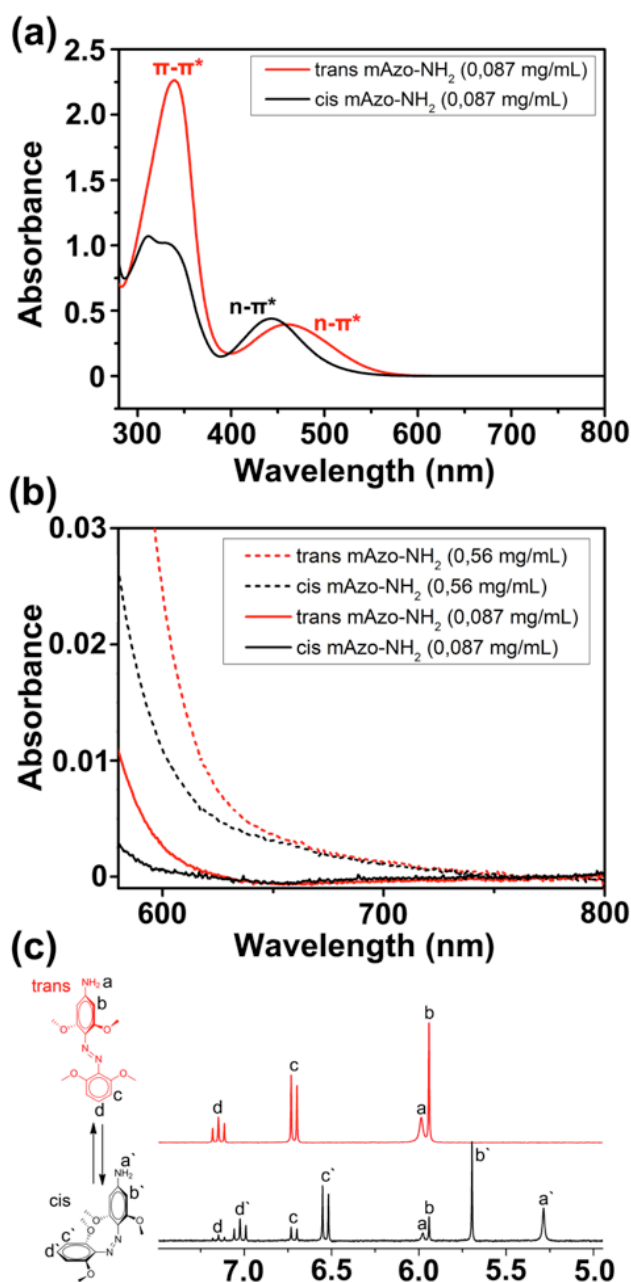 (a)
π-π*
trans mAzo-NH₂ (0,087 mg/mL)
cis mAzo-NH₂ (0,087 mg/mL)
n-π*
n-π*
2.5
2.0
1.5
1.0
0.5
0
Absorbance
300 400 500 600 700 800
Wavelength (nm)
(b)
trans mAzo-NH₂ (0,56 mg/mL)
cis mAzo-NH₂ (0,56 mg/mL)
trans mAzo-NH₂ (0,087 mg/mL)
cis mAzo-NH₂ (0,087 mg/mL)
0.03
0.02
0.01
0
Absorbance
600 700 800
Wavelength (nm)
(c)
trans
NH₂ a
b
O O
N
N
O O
c
d
d c a b
cis
a`
NH₂
b`
O O
O N
c` N
d`
O
d d` c c` a b b` a`
7.0 6.5 6.0 5.5 5.0